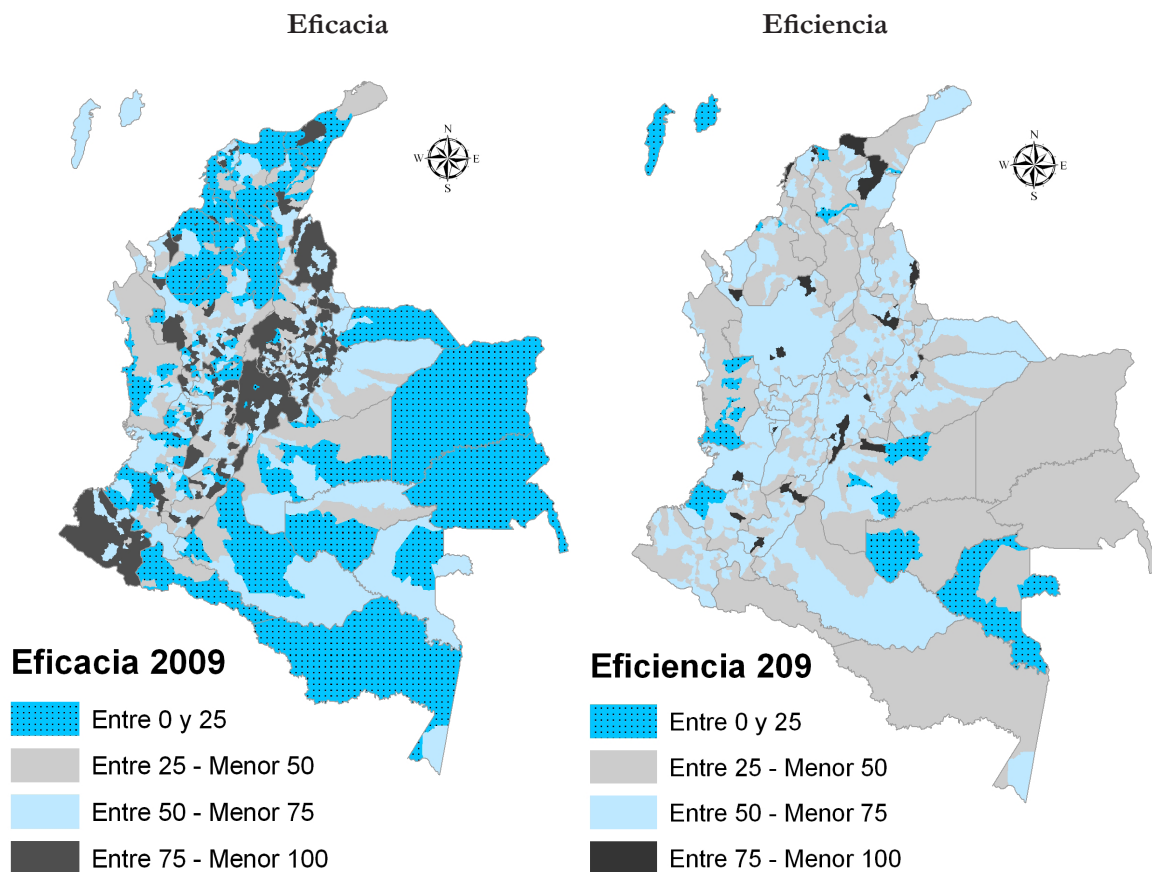 Eficacia
Eficiencia
N
W E
S
N
W E
S
Eficacia 2009
Entre 0 y 25
Entre 25 - Menor 50
Entre 50 - Menor 75
Entre 75 - Menor 100
Eficiencia 209
Entre 0 y 25
Entre 25 - Menor 50
Entre 50 - Menor 75
Entre 75 - Menor 100